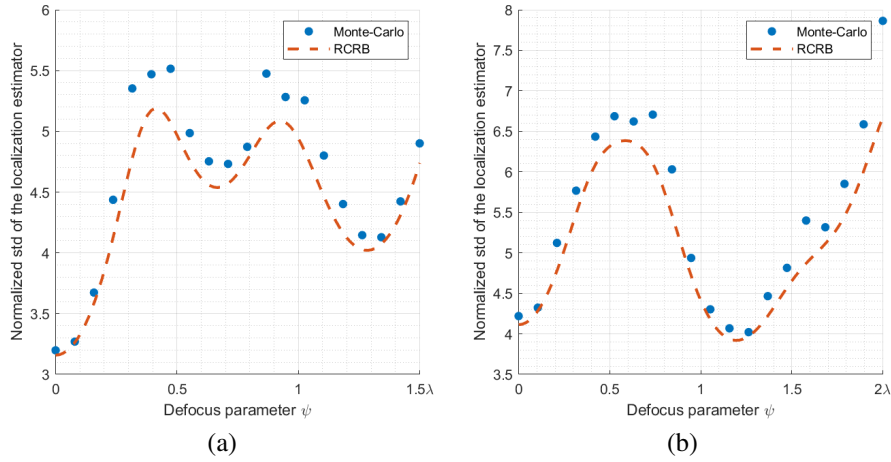 6
5.5
5
4.5
4
3.5
3
0
0.5
1
1.5λ
Normalized std of the localization estimator
Defocus parameter ψ
Monte-Carlo
RCRB
(a)
8
7.5
7
6.5
6
5.5
5
4.5
4
3.5
0
0.5
1
1.5
2λ
Normalized std of the localization estimator
Defocus parameter ψ
Monte-Carlo
RCRB
(b)